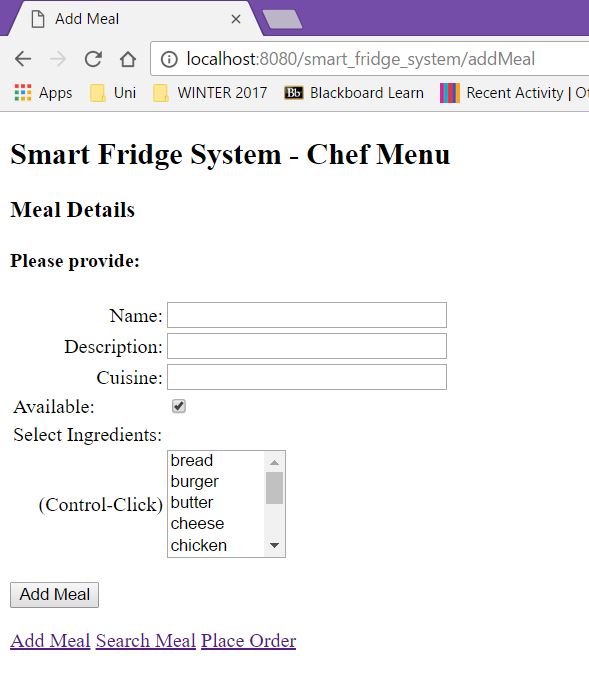 Add Meal
localhost:8080/smart_fridge_system/addMeal
Apps Uni WINTER 2017 Bb Blackboard Learn Recent Activity | O
Smart Fridge System - Chef Menu
Meal Details
Please provide:
Name:
Description:
Cuisine:
Available:
Select Ingredients:
bread
burger
butter
cheese
(Control-Click)
chicken
Add Meal
Add Meal Search Meal Place Order